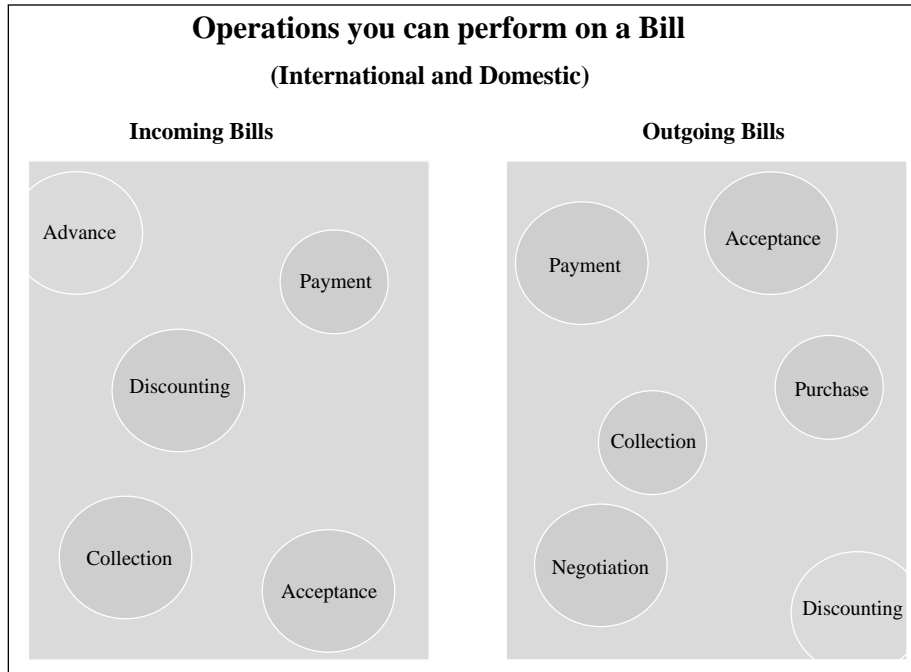 Operations you can perform on a Bill
(International and Domestic)
Incoming Bills
Advance
Payment
Discounting
Collection
Acceptance
Outgoing Bills
Payment
Acceptance
Purchase
Collection
Negotiation
Discounting